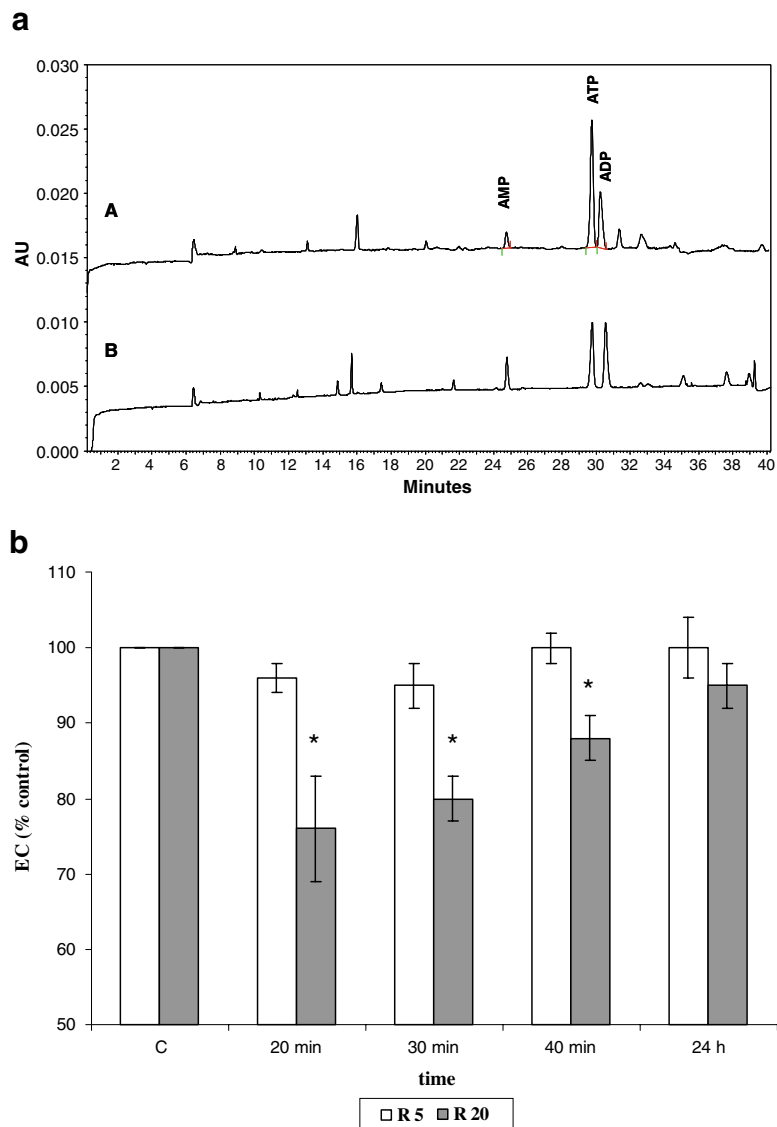 a
0.030
0.025
0.020
0.015
0.010
0.005
0.000
AU
A
B
AMP
ATP
ADP
2 4 6 8 10 12 14 16 18 20 22 24 26 28 30 32 34 36 38 40
Minutes
b
110
100
90
80
70
60
50
EC (% control)
*
*
*
C 20 min 30 min 40 min 24 h
time
R 5 R 20